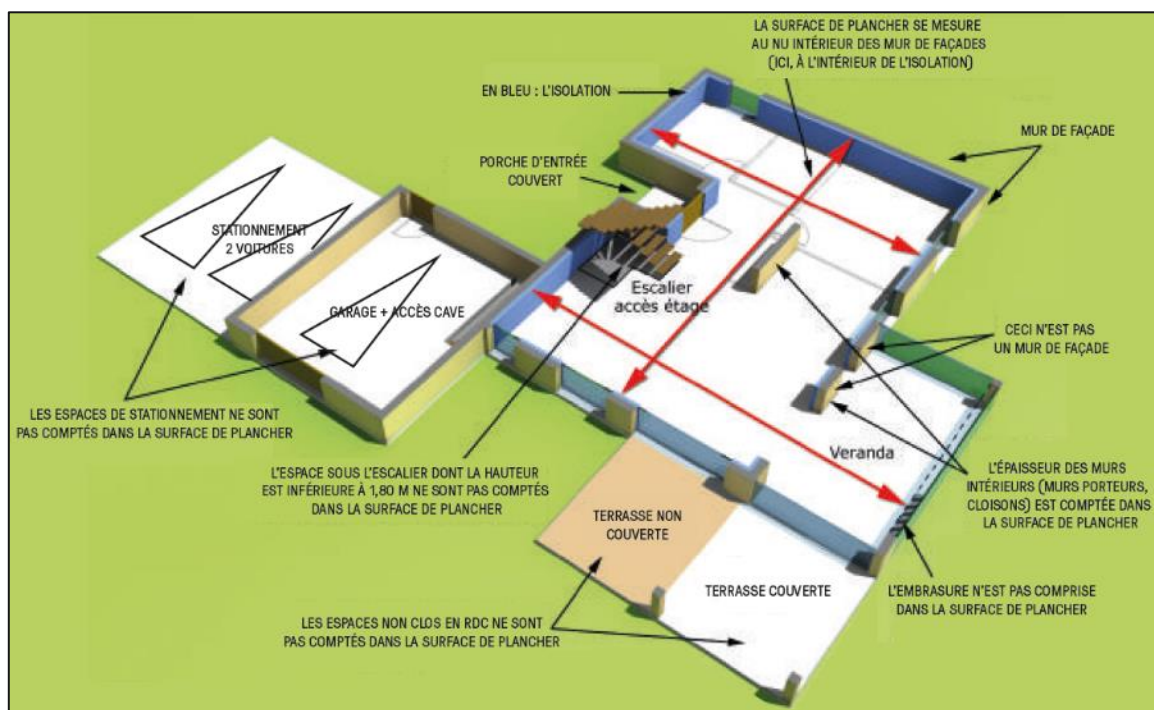 LA SURFACE DE PLANCHER SE MESURE
AU NU INTÉRIEUR DES MUR DE FAÇADES
(ICI, À L'INTÉRIEUR DE L'ISOLATION)
EN BLEU : L'ISOLATION
MUR DE FAÇADE
PORCHE D'ENTRÉE
COUVERT
STATIONNEMENT
2 VOITURES
Escalier
accès étage
GARAGE + ACCÈS CAVE
CECI N'EST PAS
UN MUR DE FAÇADE
LES ESPACES DE STATIONNEMENT NE SONT
PAS COMPTÉS DANS LA SURFACE DE PLANCHER
Veranda
L'ESPACE SOUS L'ESCALIER DONT LA HAUTEUR
EST INFÉRIEURE À 1,80 M NE SONT PAS COMPTÉS
DANS LA SURFACE DE PLANCHER
L'ÉPAISSEUR DES MURS
INTÉRIEURS (MURS PORTEURS,
CLOISONS) EST COMPTÉE DANS
LA SURFACE DE PLANCHER
TERRASSE NON
COUVERTE
TERRASSE COUVERTE
L'EMBRASURE N'EST PAS COMPRISE
DANS LA SURFACE DE PLANCHER
LES ESPACES NON CLOS EN RDC NE SONT
PAS COMPTÉS DANS LA SURFACE DE PLANCHER